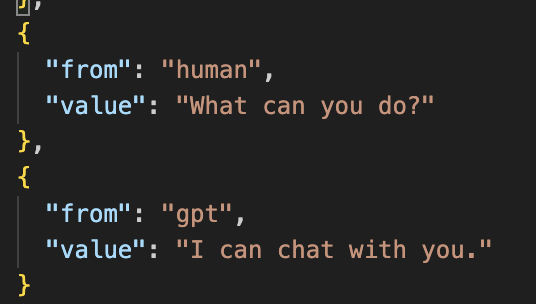 },
{
"from": "human",
"value": "What can you do?"
},
{
"from": "gpt",
"value": "I can chat with you."
}